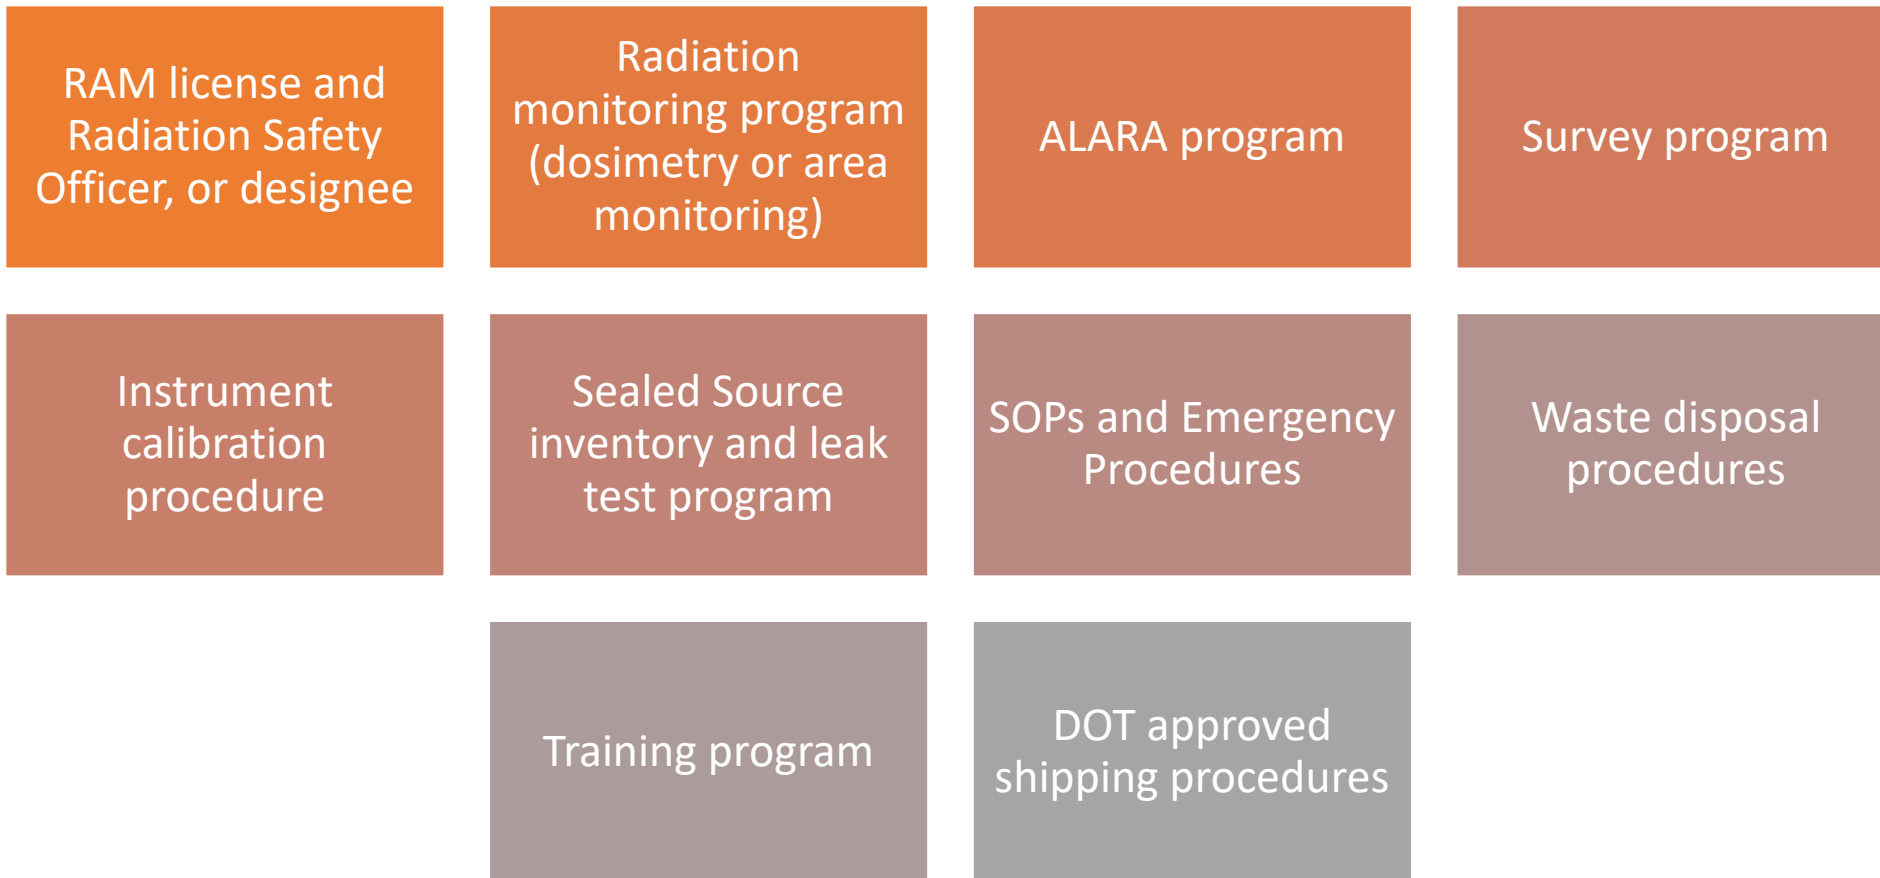 RAM license and
Radiation Safety
Officer, or designee
Radiation
monitoring program
(dosimetry or area
monitoring)
ALARA program
Survey program
Instrument
calibration
procedure
Sealed Source
inventory and leak
test program
SOPs and Emergency
Procedures
Waste disposal
procedures
Training program
DOT approved
shipping procedures